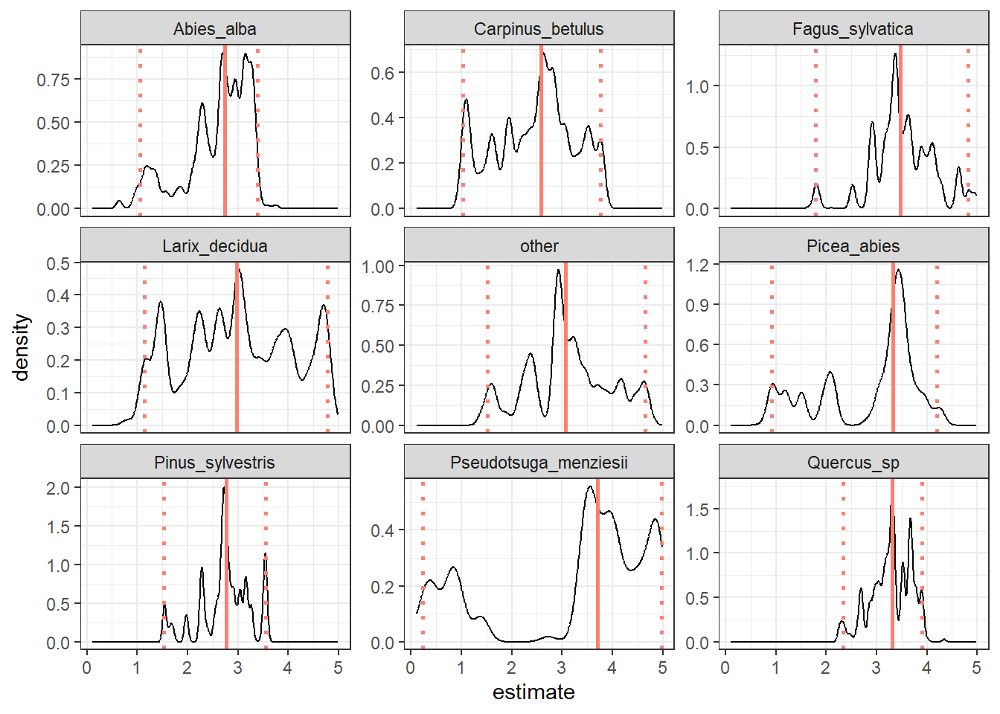 Abies_alba
Carpinus_betulus
Fagus_sylvatica
0.75
0.50
0.25
0.00
0.6
0.4
0.2
0.0
1.0
0.5
0.0
Larix_decidua
other
Picea_abies
0.5
0.4
0.3
0.2
0.1
0.0
1.00
0.75
0.50
0.25
0.00
1.2
0.9
0.6
0.3
0.0
density
Pinus_sylvestris
Pseudotsuga_menziesii
Quercus_sp
2.0
1.5
1.0
0.5
0.0
0.4
0.2
0.0
1.5
1.0
0.5
0.0
0 1 2 3 4 5
0 1 2 3 4 5
0 1 2 3 4 5
estimate